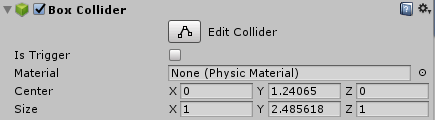 Box Collider
Edit Collider
Is Trigger
Material None (Physic Material)
Center X 0 Y 1.24065 Z 0
Size X 1 Y 2.485618 Z 1